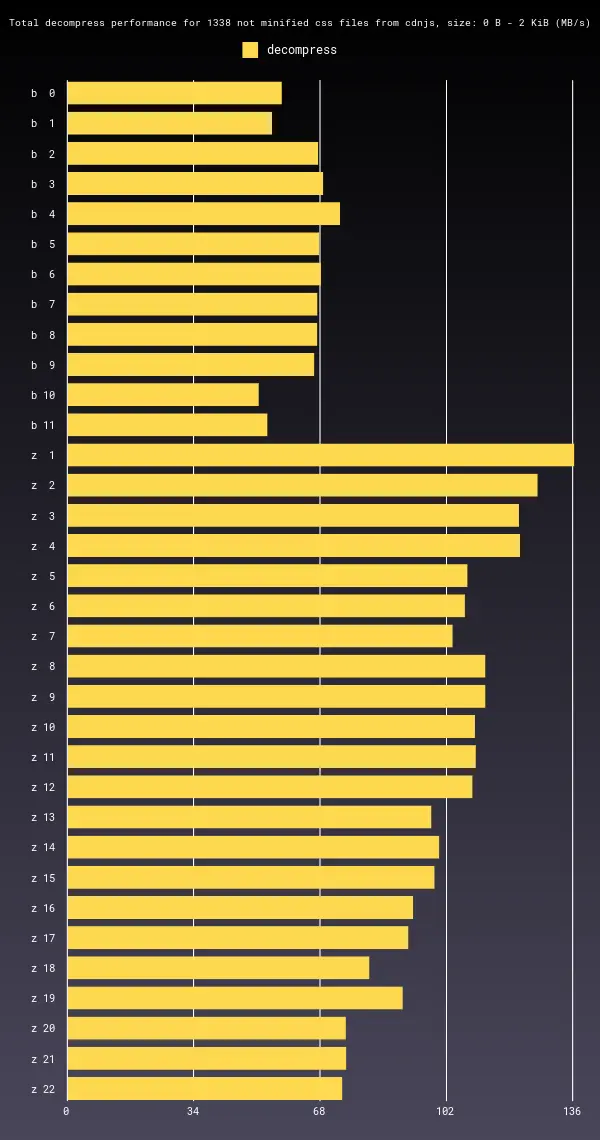 Total decompress performance for 1338 not minified css files from cdnjs, size: 0 B - 2 KiB (MB/s)
decompress
b 0
b 1
b 2
b 3
b 4
b 5
b 6
b 7
b 8
b 9
b 10
b 11
z 1
z 2
z 3
z 4
z 5
z 6
z 7
z 8
z 9
z 10
z 11
z 12
z 13
z 14
z 15
z 16
z 17
z 18
z 19
z 20
z 21
z 22
0 34 68 102 136